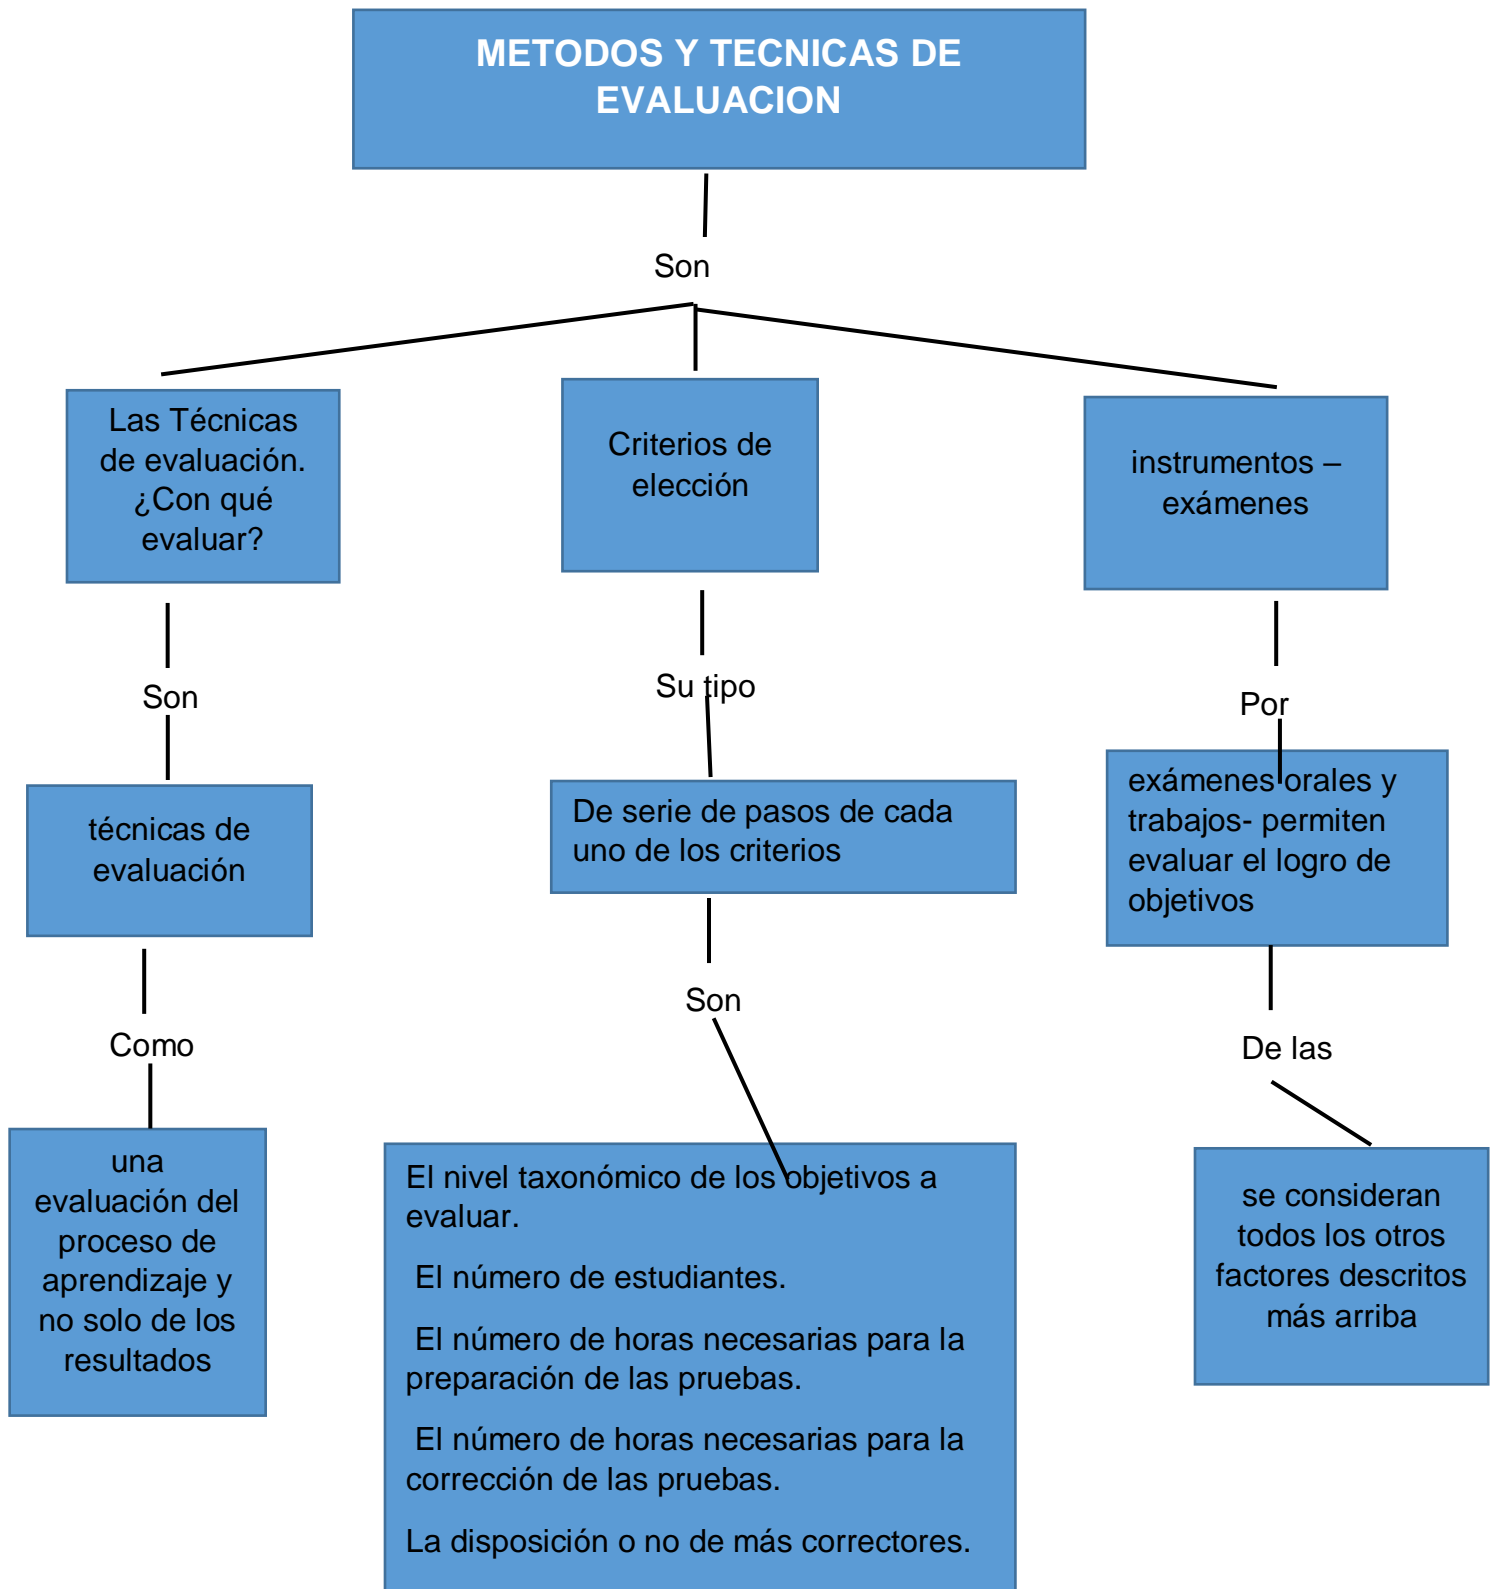 METODOS Y TECNICAS DE
EVALUACION
Son
Las Técnicas
de evaluación.
¿Con qué
evaluar?
Son
técnicas de
evaluación
Como
una
evaluación del
proceso de
aprendizaje y
no solo de los
resultados
Criterios de
elección
Su tipo
De serie de pasos de cada
uno de los criterios
Son
El nivel taxonómico de los objetivos a
evaluar.
El número de estudiantes.
El número de horas necesarias para la
preparación de las pruebas.
El número de horas necesarias para la
corrección de las pruebas.
La disposición o no de más correctores.
instrumentos –
exámenes
Por
exámenes orales y
trabajos- permiten
evaluar el logro de
objetivos
De las
se consideran
todos los otros
factores descritos
más arriba